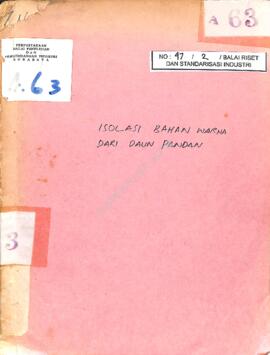 A 63
PERPUSTAKAAN
BALAI PENELITIAN
DAN
PENGEMBANGAN INDUSTRI
SURABAYA
A.63
NO: 47 / 2 / BALAI RISET
DAN STANDARISASI INDUSTRI
ISOLASI BAHAN WARNA
DARI DAUN PANDAN
3